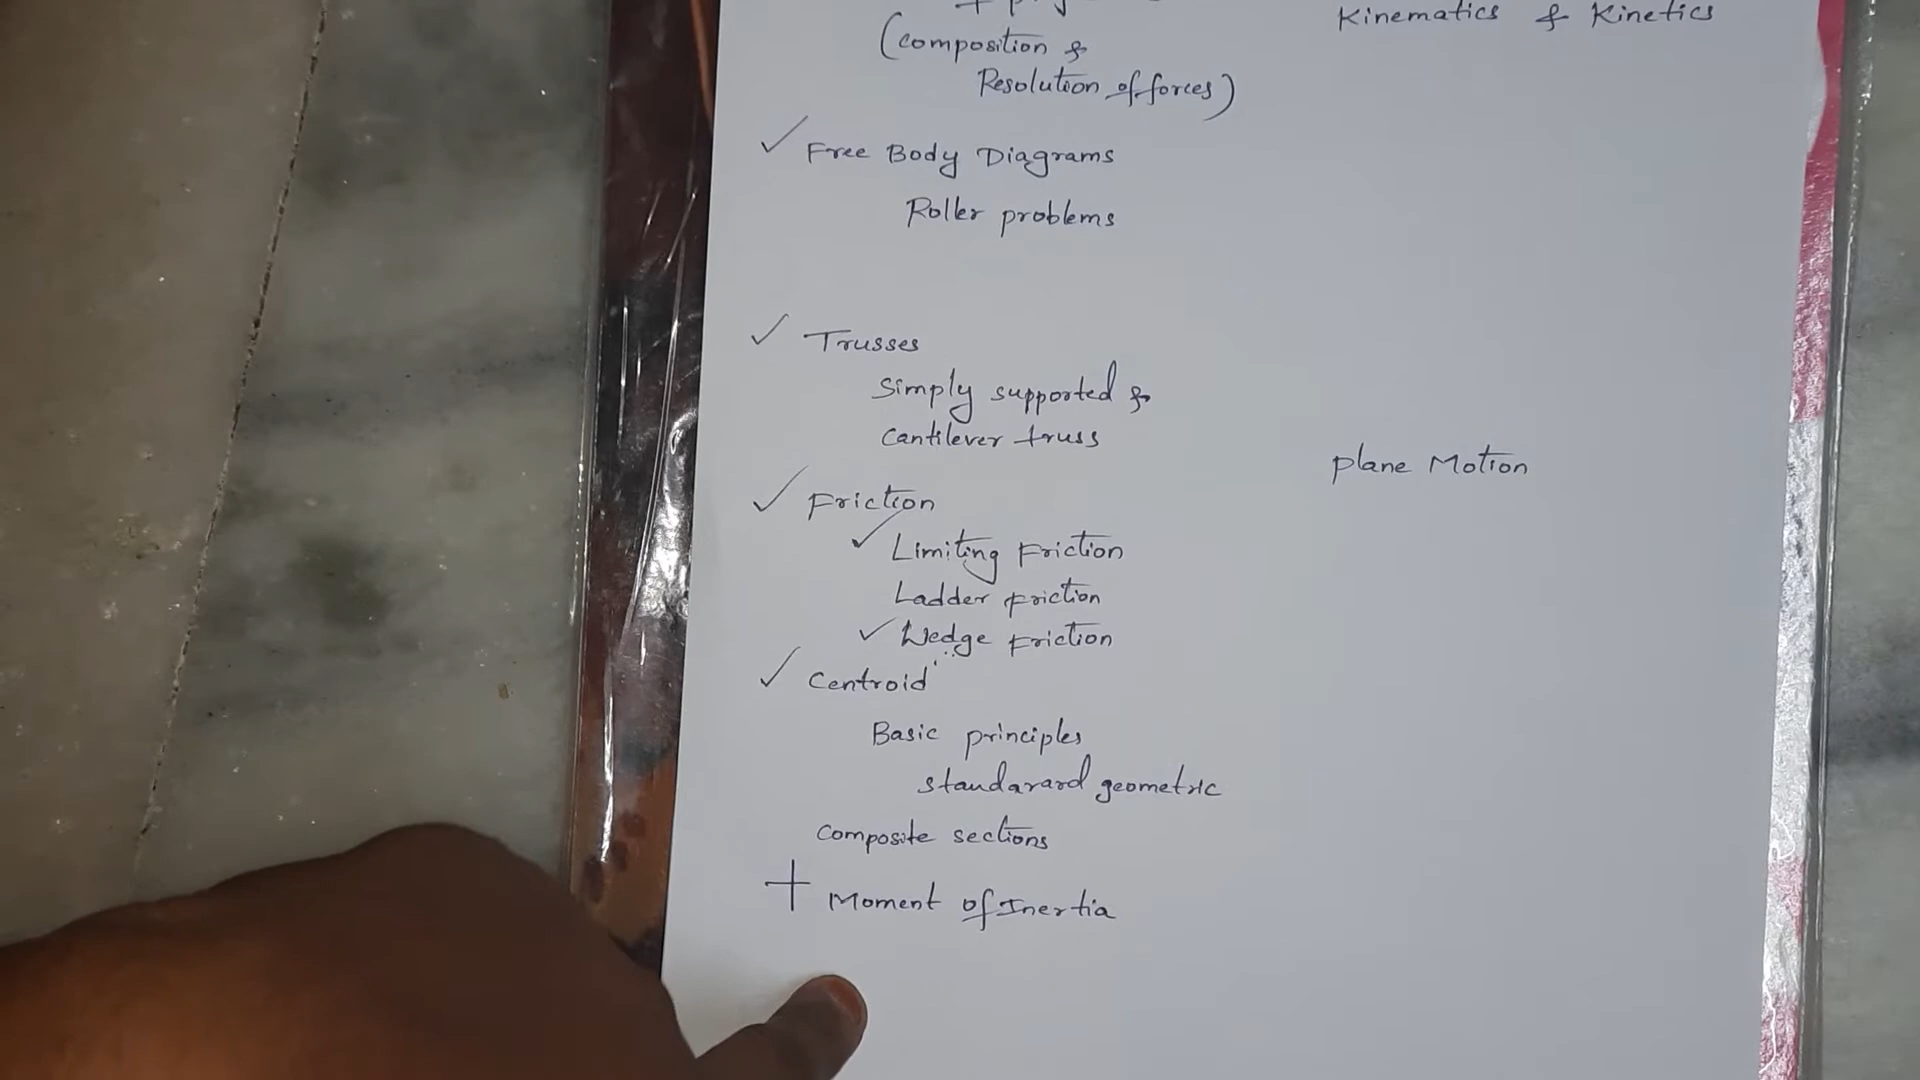 Kinematics & Kinetics
(composition &
Resolution of forces)
✓ Free Body Diagrams
Roller problems
✓ Trusses
Simply supported &
Cantilever truss
plane Motion
✓ Friction
✓ Limiting Friction
Ladder Friction
✓ Wedge Friction
✓ Centroid
Basic principles
standarard geometric
composite sections
+ Moment of Inertia